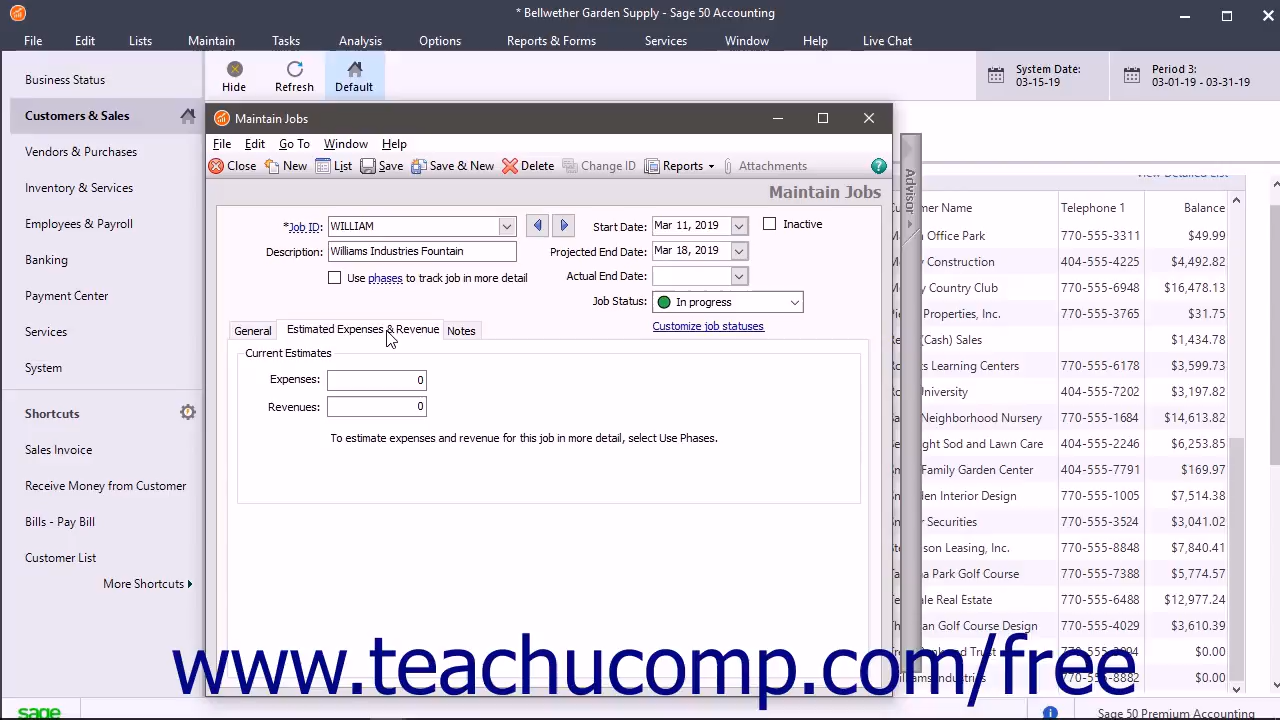 * Bellwether Garden Supply - Sage 50 Accounting
File Edit Lists Maintain Tasks Analysis Options Reports & Forms Services Window Help Live Chat
Hide Refresh Default
System Date: 03-15-19
Period 3: 03-01-19 - 03-31-19
Business Status
Customers & Sales
Vendors & Purchases
Inventory & Services
Employees & Payroll
Banking
Payment Center
Services
System
Shortcuts
Sales Invoice
Receive Money from Customer
Bills - Pay Bill
Customer List
More Shortcuts
sage
Maintain Jobs
File Edit Go To Window Help
Close New List Save Save & New Delete Change ID Reports Attachments
Maintain Jobs
*Job ID: WILLIAM
Description: Williams Industries Fountain
Use phases to track job in more detail
Start Date: Mar 11, 2019
Inactive
Projected End Date: Mar 18, 2019
Actual End Date:
Job Status: In progress
Customize job statuses
General Estimated Expenses & Revenue Notes
Current Estimates
Expenses: 0
Revenues: 0
To estimate expenses and revenue for this job in more detail, select Use Phases.
Advisor
View Detailed List
Name Telephone 1 Balance
Office Park 770-555-3311 $49.99
Construction 404-555-4225 $4,492.82
Country Club 770-555-6918 $16,478.13
Properties, Inc. 770-555-3765 $31.75
(Cash) Sales $1,434.78
Learning Centers 770-555-6178 $3,599.73
University 404-555-7202 $3,197.82
Neighborhood Nursery 770-555-1684 $14,613.82
Sod and Lawn Care 404-555-2246 $6,253.85
Family Garden Center 404-555-7791 $169.97
Interior Design 770-555-1005 $7,514.38
Securities 770-555-3524 $3,041.02
Leasing, Inc. 770-555-8848 $7,840.41
Park Golf Course 770-555-7388 $5,774.57
Real Estate 770-555-6488 $12,977.24
Golf Course Design 770-555-4029 $3,610.39
$0.00
$0.00
www.teachucomp.com/free
Sage 50 Premium Accounting